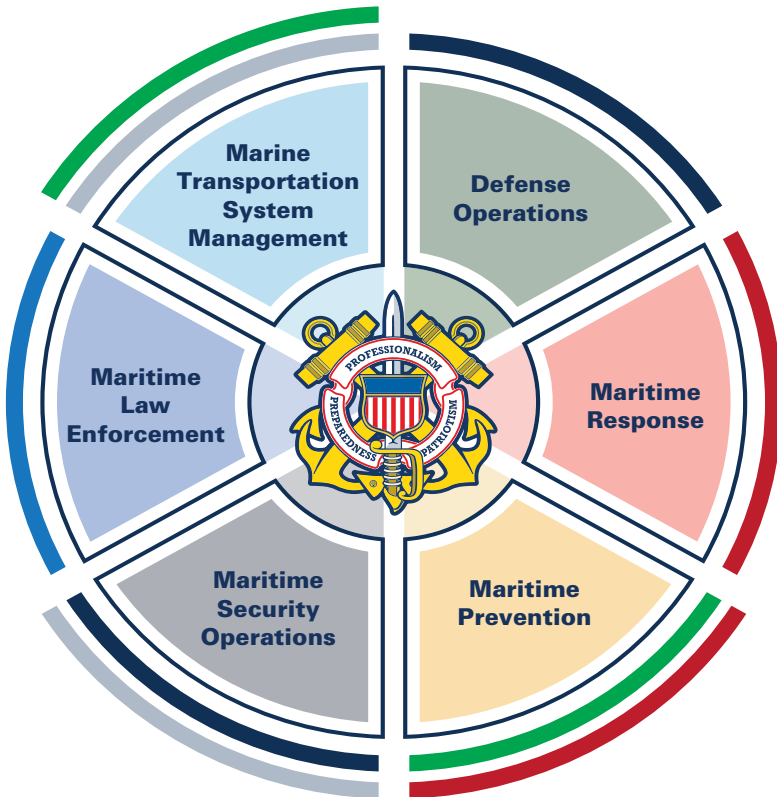 Marine
Transportation
System
Management
Defense
Operations
Maritime
Law
Enforcement
PROFESSIONALISM
PREPAREDNESS
PATRIOTISM
Maritime
Response
Maritime
Security
Operations
Maritime
Prevention